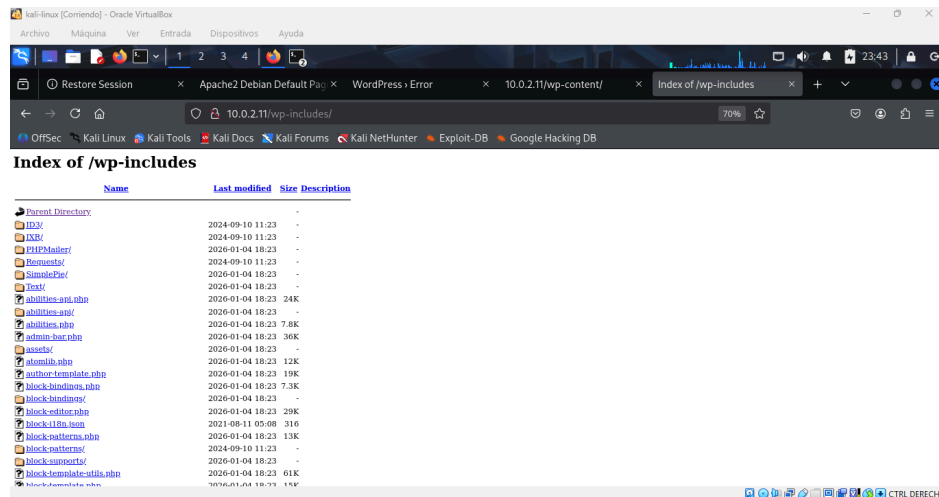 kali-linux [Corriendo] - Oracle VirtualBox
Archivo Máquina Ver Entrada Dispositivos Ayuda
1 2 3 4 23:43
Restore Session Apache2 Debian Default Pag WordPress › Error 10.0.2.11/wp-content/ Index of /wp-includes
10.0.2.11/wp-includes/ 70%
OffSec Kali Linux Kali Tools Kali Docs Kali Forums Kali NetHunter Exploit-DB Google Hacking DB
Index of /wp-includes
Name Last modified Size Description
Parent Directory -
ID3/ 2024-09-10 11:23 -
IXR/ 2024-09-10 11:23 -
PHPMailer/ 2026-01-04 18:23 -
Requests/ 2024-09-10 11:23 -
SimplePie/ 2026-01-04 18:23 -
Text/ 2026-01-04 18:23 -
abilities-api.php 2026-01-04 18:23 24K
abilities-api/ 2026-01-04 18:23 -
abilities.php 2026-01-04 18:23 7.8K
admin-bar.php 2026-01-04 18:23 36K
assets/ 2026-01-04 18:23 -
atomlib.php 2026-01-04 18:23 12K
author-template.php 2026-01-04 18:23 19K
block-bindings.php 2026-01-04 18:23 7.3K
block-bindings/ 2026-01-04 18:23 -
block-editor.php 2026-01-04 18:23 29K
block-i18n.json 2021-08-11 05:08 316
block-patterns.php 2026-01-04 18:23 13K
block-patterns/ 2024-09-10 11:23 -
block-supports/ 2026-01-04 18:23 -
block-template-utils.php 2026-01-04 18:23 61K
block-template.php 2026-01-04 18:23 15K
CTRL DERECH